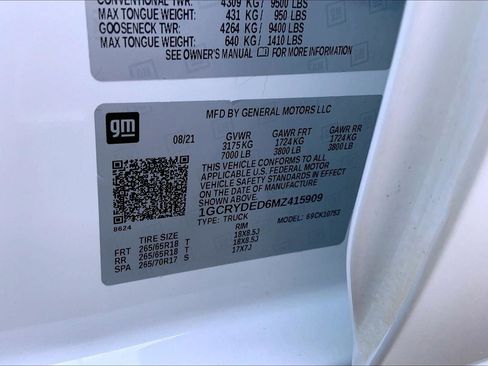 CONVENTIONAL TWR: 4309 KG / 9500 LBS
MAX TONGUE WEIGHT: 431 KG / 950 LBS
GOOSENECK TWR: 4264 KG / 9400 LBS
MAX TONGUE WEIGHT: 640 KG / 1410 LBS
SEE OWNER'S MANUAL FOR MORE INFORMATION
gm
MFD BY GENERAL MOTORS LLC
08/21 GVWR GAWR FRT GAWR RR
3175 KG 1724 KG 1724 KG
7000 LB 3800 LB 3800 LB
THIS VEHICLE CONFORMS TO ALL
APPLICABLE U.S. FEDERAL MOTOR
VEHICLE SAFETY STANDARDS IN EFFECT
ON THE DATE OF MANUFACTURE
SHOWN ABOVE
1GCRYDED6MZ415909
8624
TYPE: TRUCK MODEL: 69CK10753
TIRE SIZE RIM
FRT 265/65R18 T 18X8.5J
RR 265/65R18 T 18X8.5J
SPA 265/70R17 S 17X7J